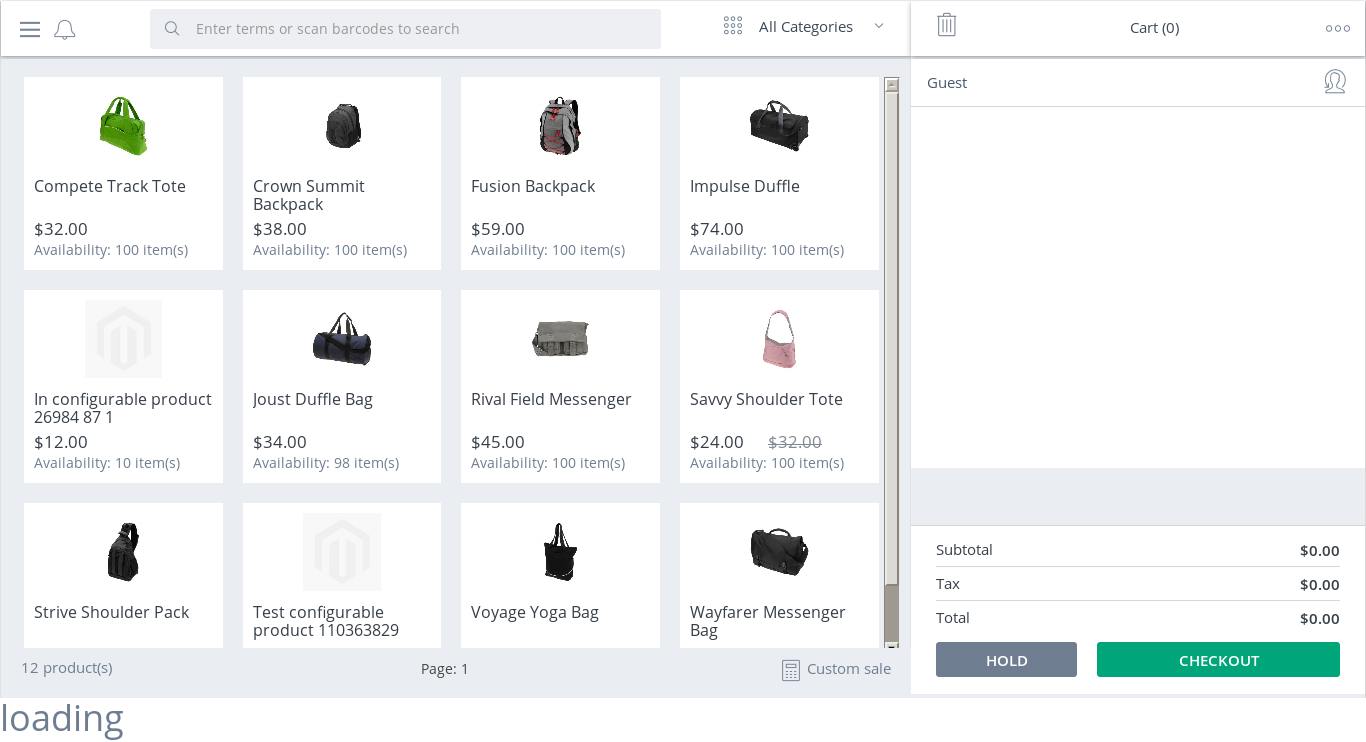 Enter terms or scan barcodes to search
All Categories
Cart (0)
Guest
Compete Track Tote
$32.00
Availability: 100 item(s)
Crown Summit
Backpack
$38.00
Availability: 100 item(s)
Fusion Backpack
$59.00
Availability: 100 item(s)
Impulse Duffle
$74.00
Availability: 100 item(s)
In configurable product
26984 87 1
$12.00
Availability: 10 item(s)
Joust Duffle Bag
$34.00
Availability: 98 item(s)
Rival Field Messenger
$45.00
Availability: 100 item(s)
Savvy Shoulder Tote
$24.00 $32.00
Availability: 100 item(s)
Strive Shoulder Pack
Test configurable
product 110363829
Voyage Yoga Bag
Wayfarer Messenger
Bag
12 product(s)
Page: 1
Custom sale
Subtotal $0.00
Tax $0.00
Total $0.00
HOLD
CHECKOUT
loading